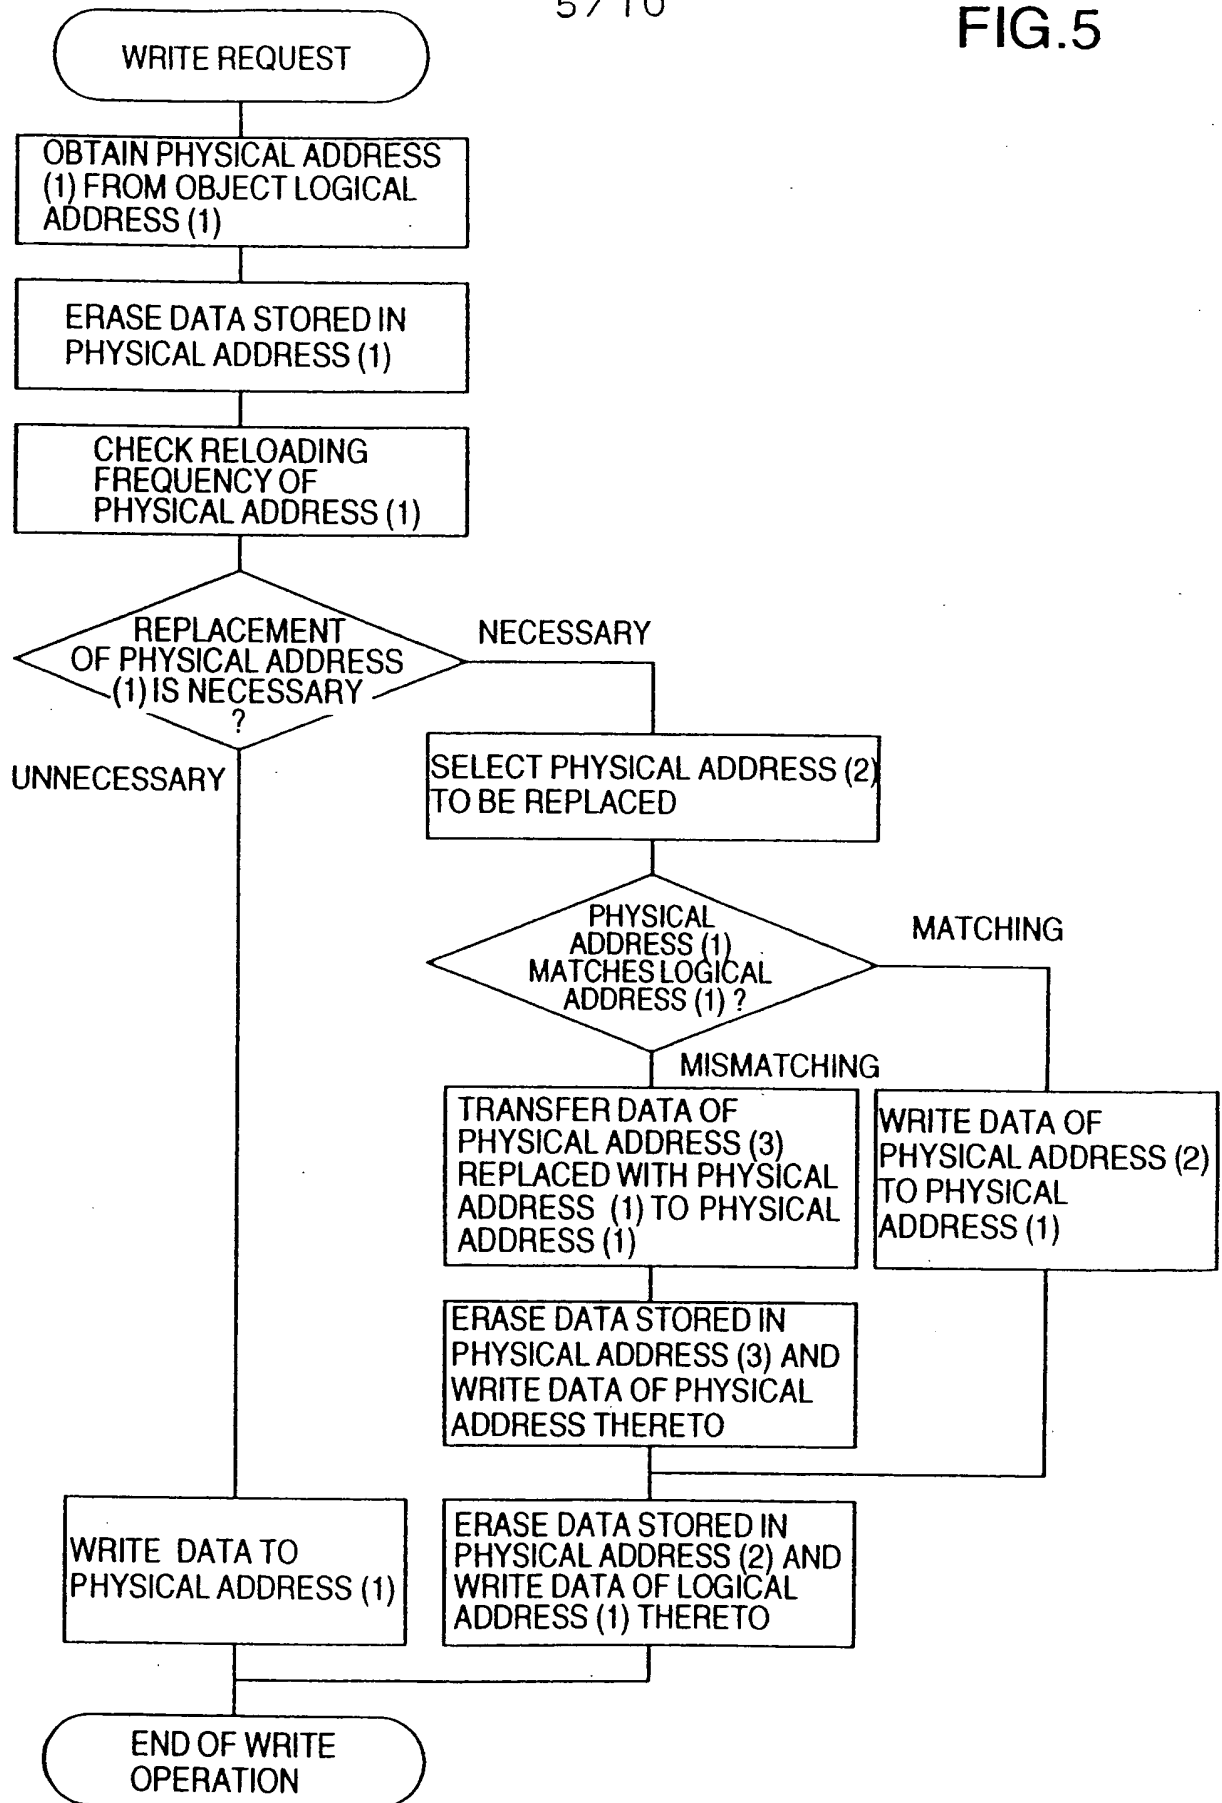 5/10
FIG.5
WRITE REQUEST
OBTAIN PHYSICAL ADDRESS
(1) FROM OBJECT LOGICAL
ADDRESS (1)
ERASE DATA STORED IN
PHYSICAL ADDRESS (1)
CHECK RELOADING
FREQUENCY OF
PHYSICAL ADDRESS (1)
REPLACEMENT
OF PHYSICAL ADDRESS
(1) IS NECESSARY
?
NECESSARY
UNNECESSARY
SELECT PHYSICAL ADDRESS (2)
TO BE REPLACED
PHYSICAL
ADDRESS (1)
MATCHES LOGICAL
ADDRESS (1) ?
MATCHING
MISMATCHING
TRANSFER DATA OF
PHYSICAL ADDRESS (3)
REPLACED WITH PHYSICAL
ADDRESS (1) TO PHYSICAL
ADDRESS (1)
WRITE DATA OF
PHYSICAL ADDRESS (2)
TO PHYSICAL
ADDRESS (1)
ERASE DATA STORED IN
PHYSICAL ADDRESS (3) AND
WRITE DATA OF PHYSICAL
ADDRESS THERETO
WRITE DATA TO
PHYSICAL ADDRESS (1)
ERASE DATA STORED IN
PHYSICAL ADDRESS (2) AND
WRITE DATA OF LOGICAL
ADDRESS (1) THERETO
END OF WRITE
OPERATION